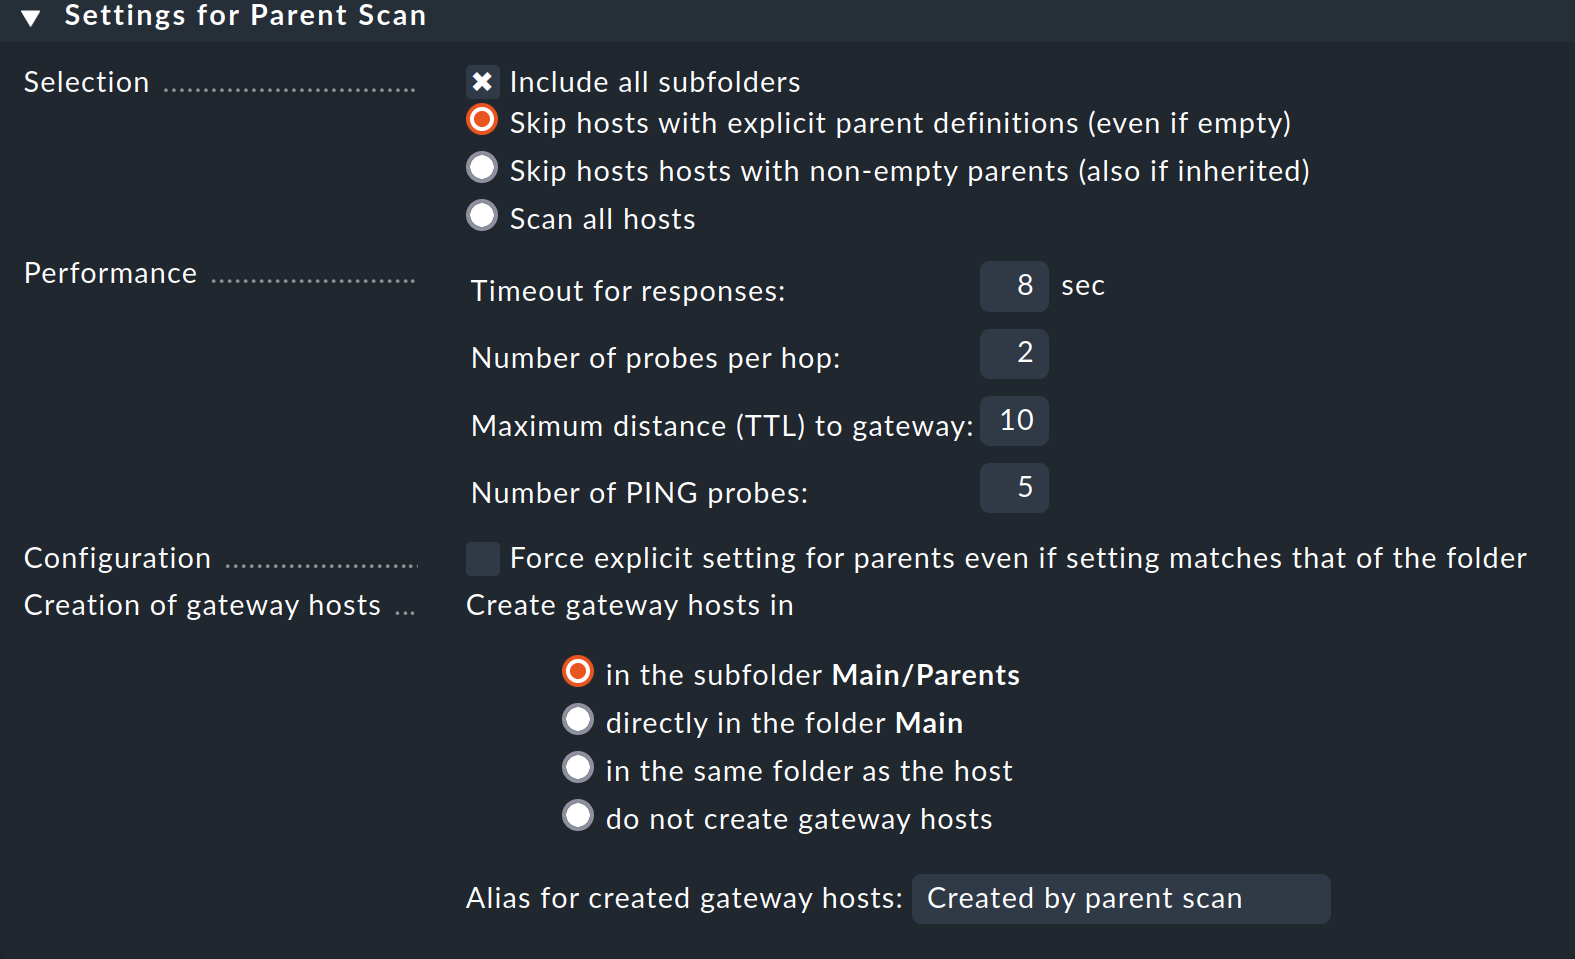 Settings for Parent Scan
Selection ................................ Include all subfolders
Skip hosts with explicit parent definitions (even if empty)
Skip hosts hosts with non-empty parents (also if inherited)
Scan all hosts
Performance .......................... Timeout for responses: 8 sec
Number of probes per hop: 2
Maximum distance (TTL) to gateway: 10
Number of PING probes: 5
Configuration ......................... Force explicit setting for parents even if setting matches that of the folder
Creation of gateway hosts ... Create gateway hosts in
in the subfolder Main/Parents
directly in the folder Main
in the same folder as the host
do not create gateway hosts
Alias for created gateway hosts: Created by parent scan